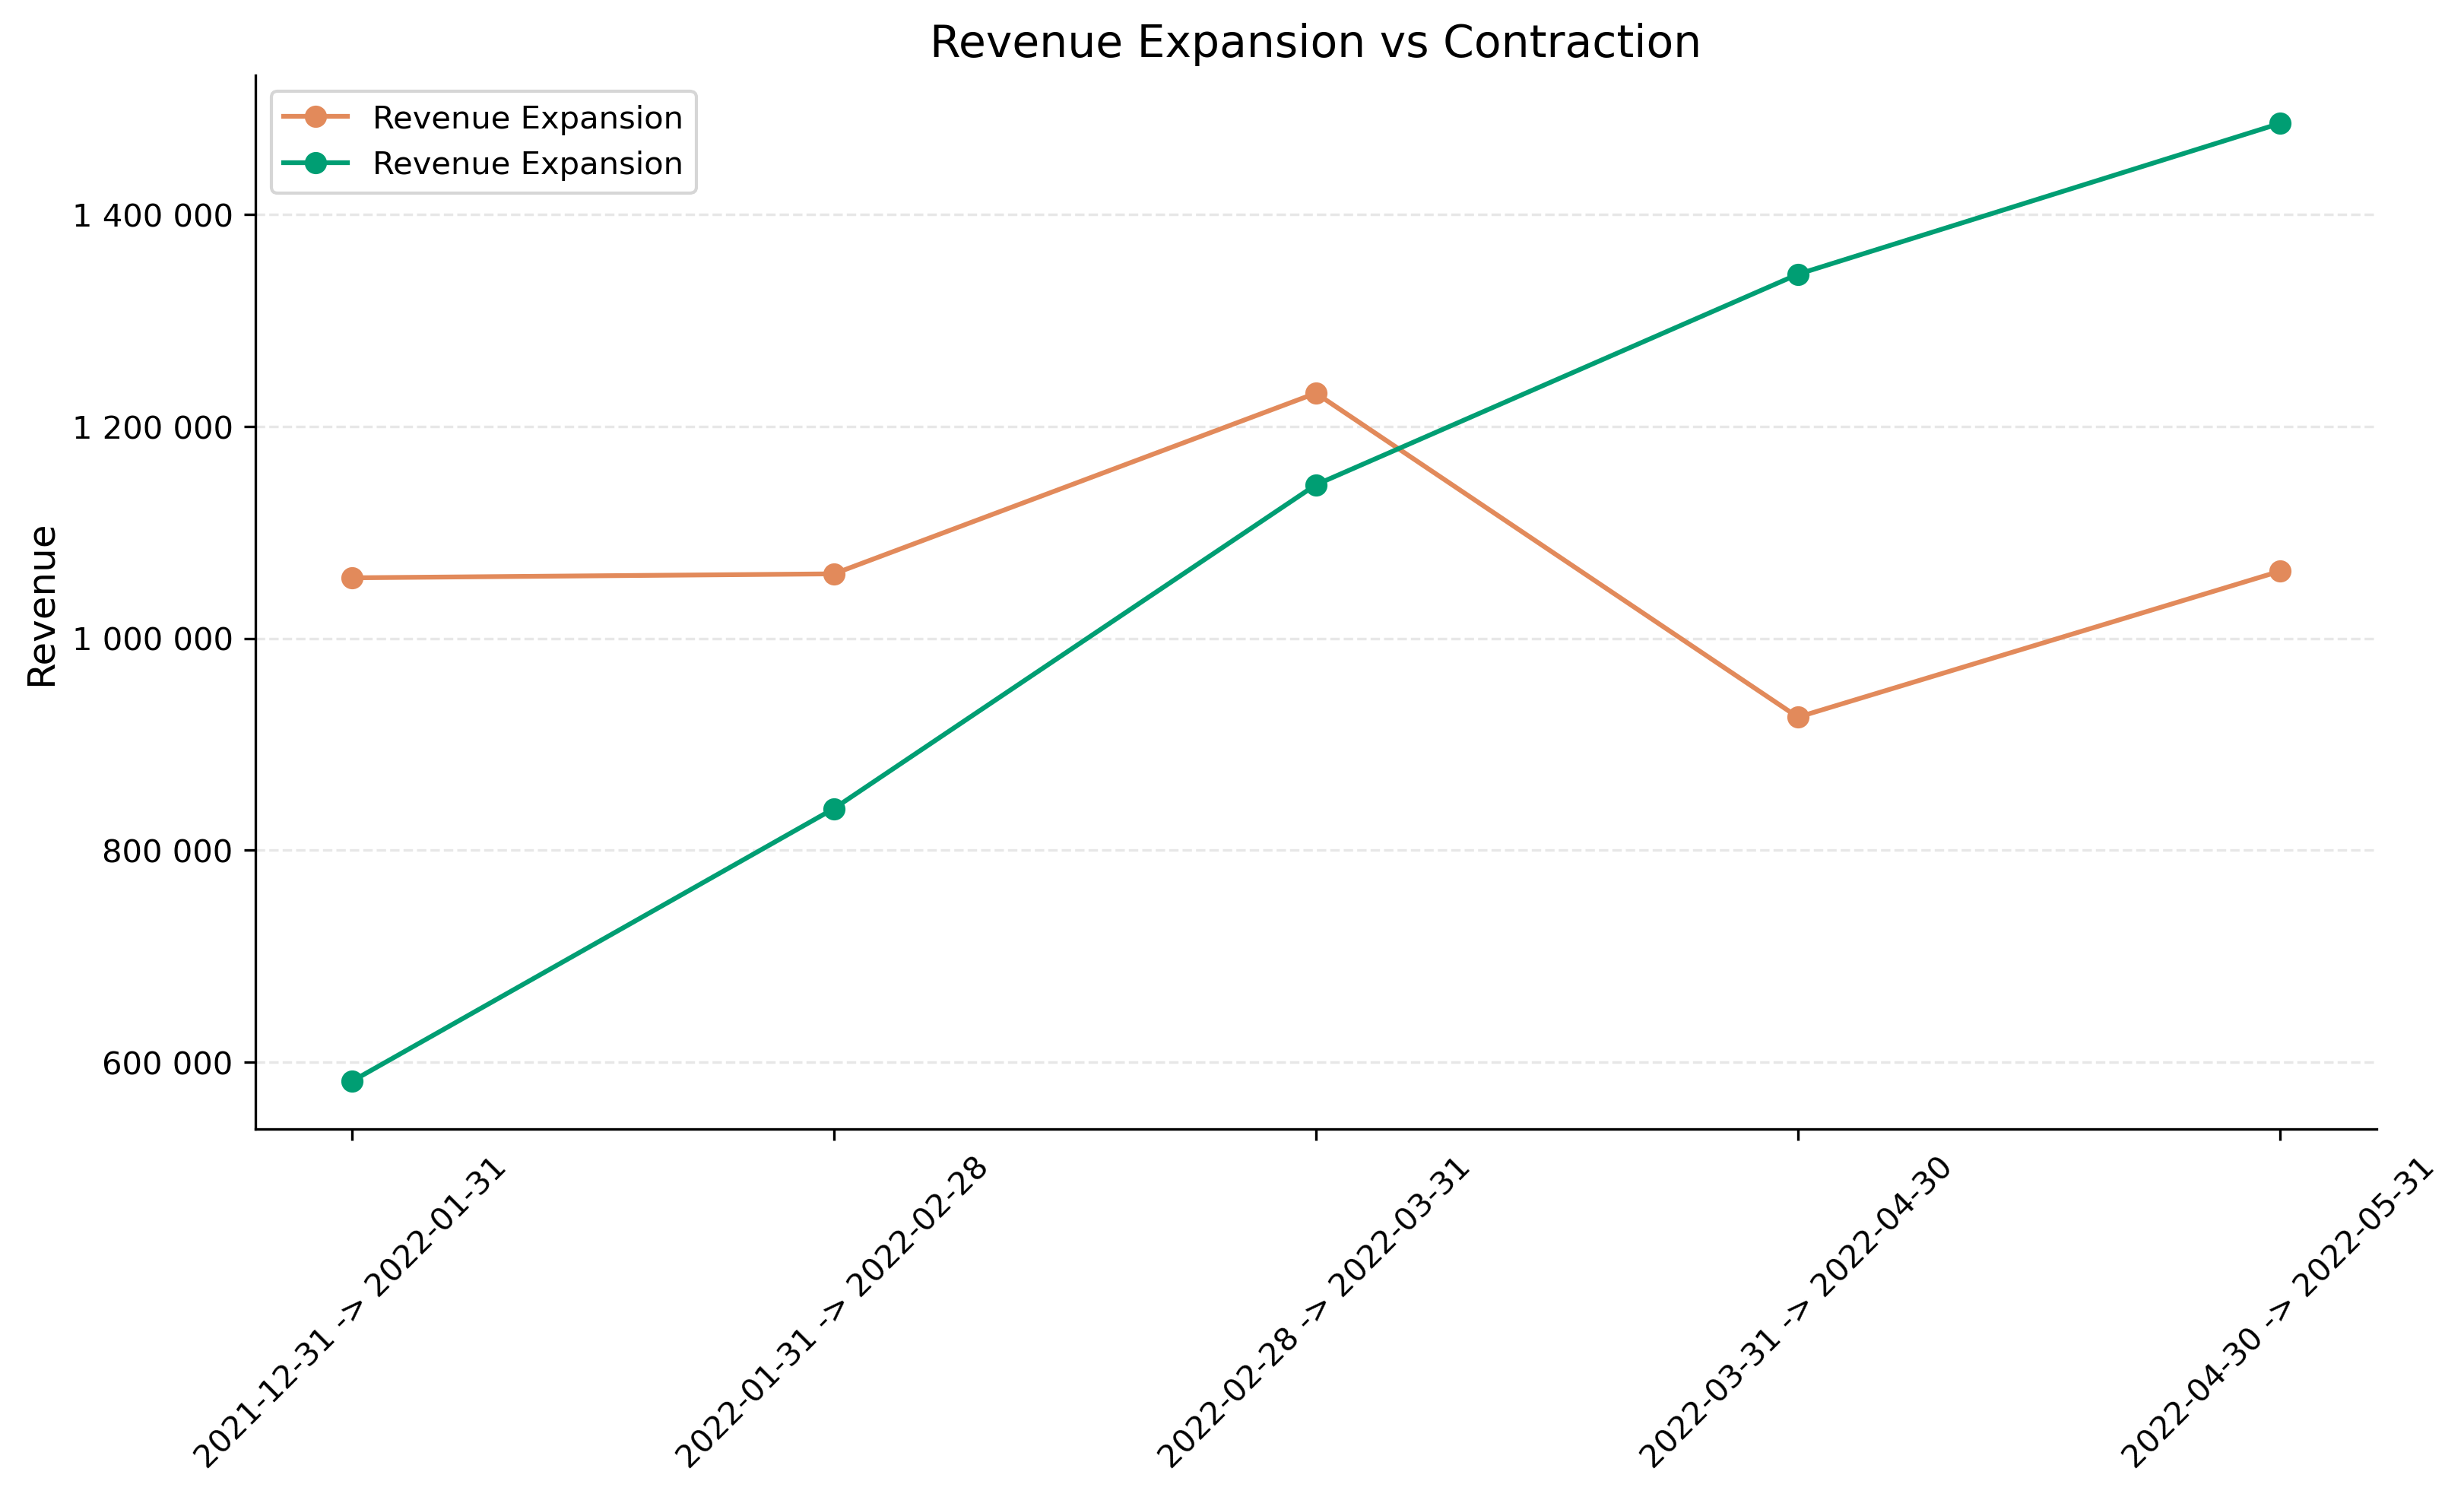 Revenue Expansion vs Contraction
Revenue Expansion
Revenue Expansion
Revenue
1 400 000
1 200 000
1 000 000
800 000
600 000
2021-12-31 -> 2022-01-31
2022-01-31 -> 2022-02-28
2022-02-28 -> 2022-03-31
2022-03-31 -> 2022-04-30
2022-04-30 -> 2022-05-31